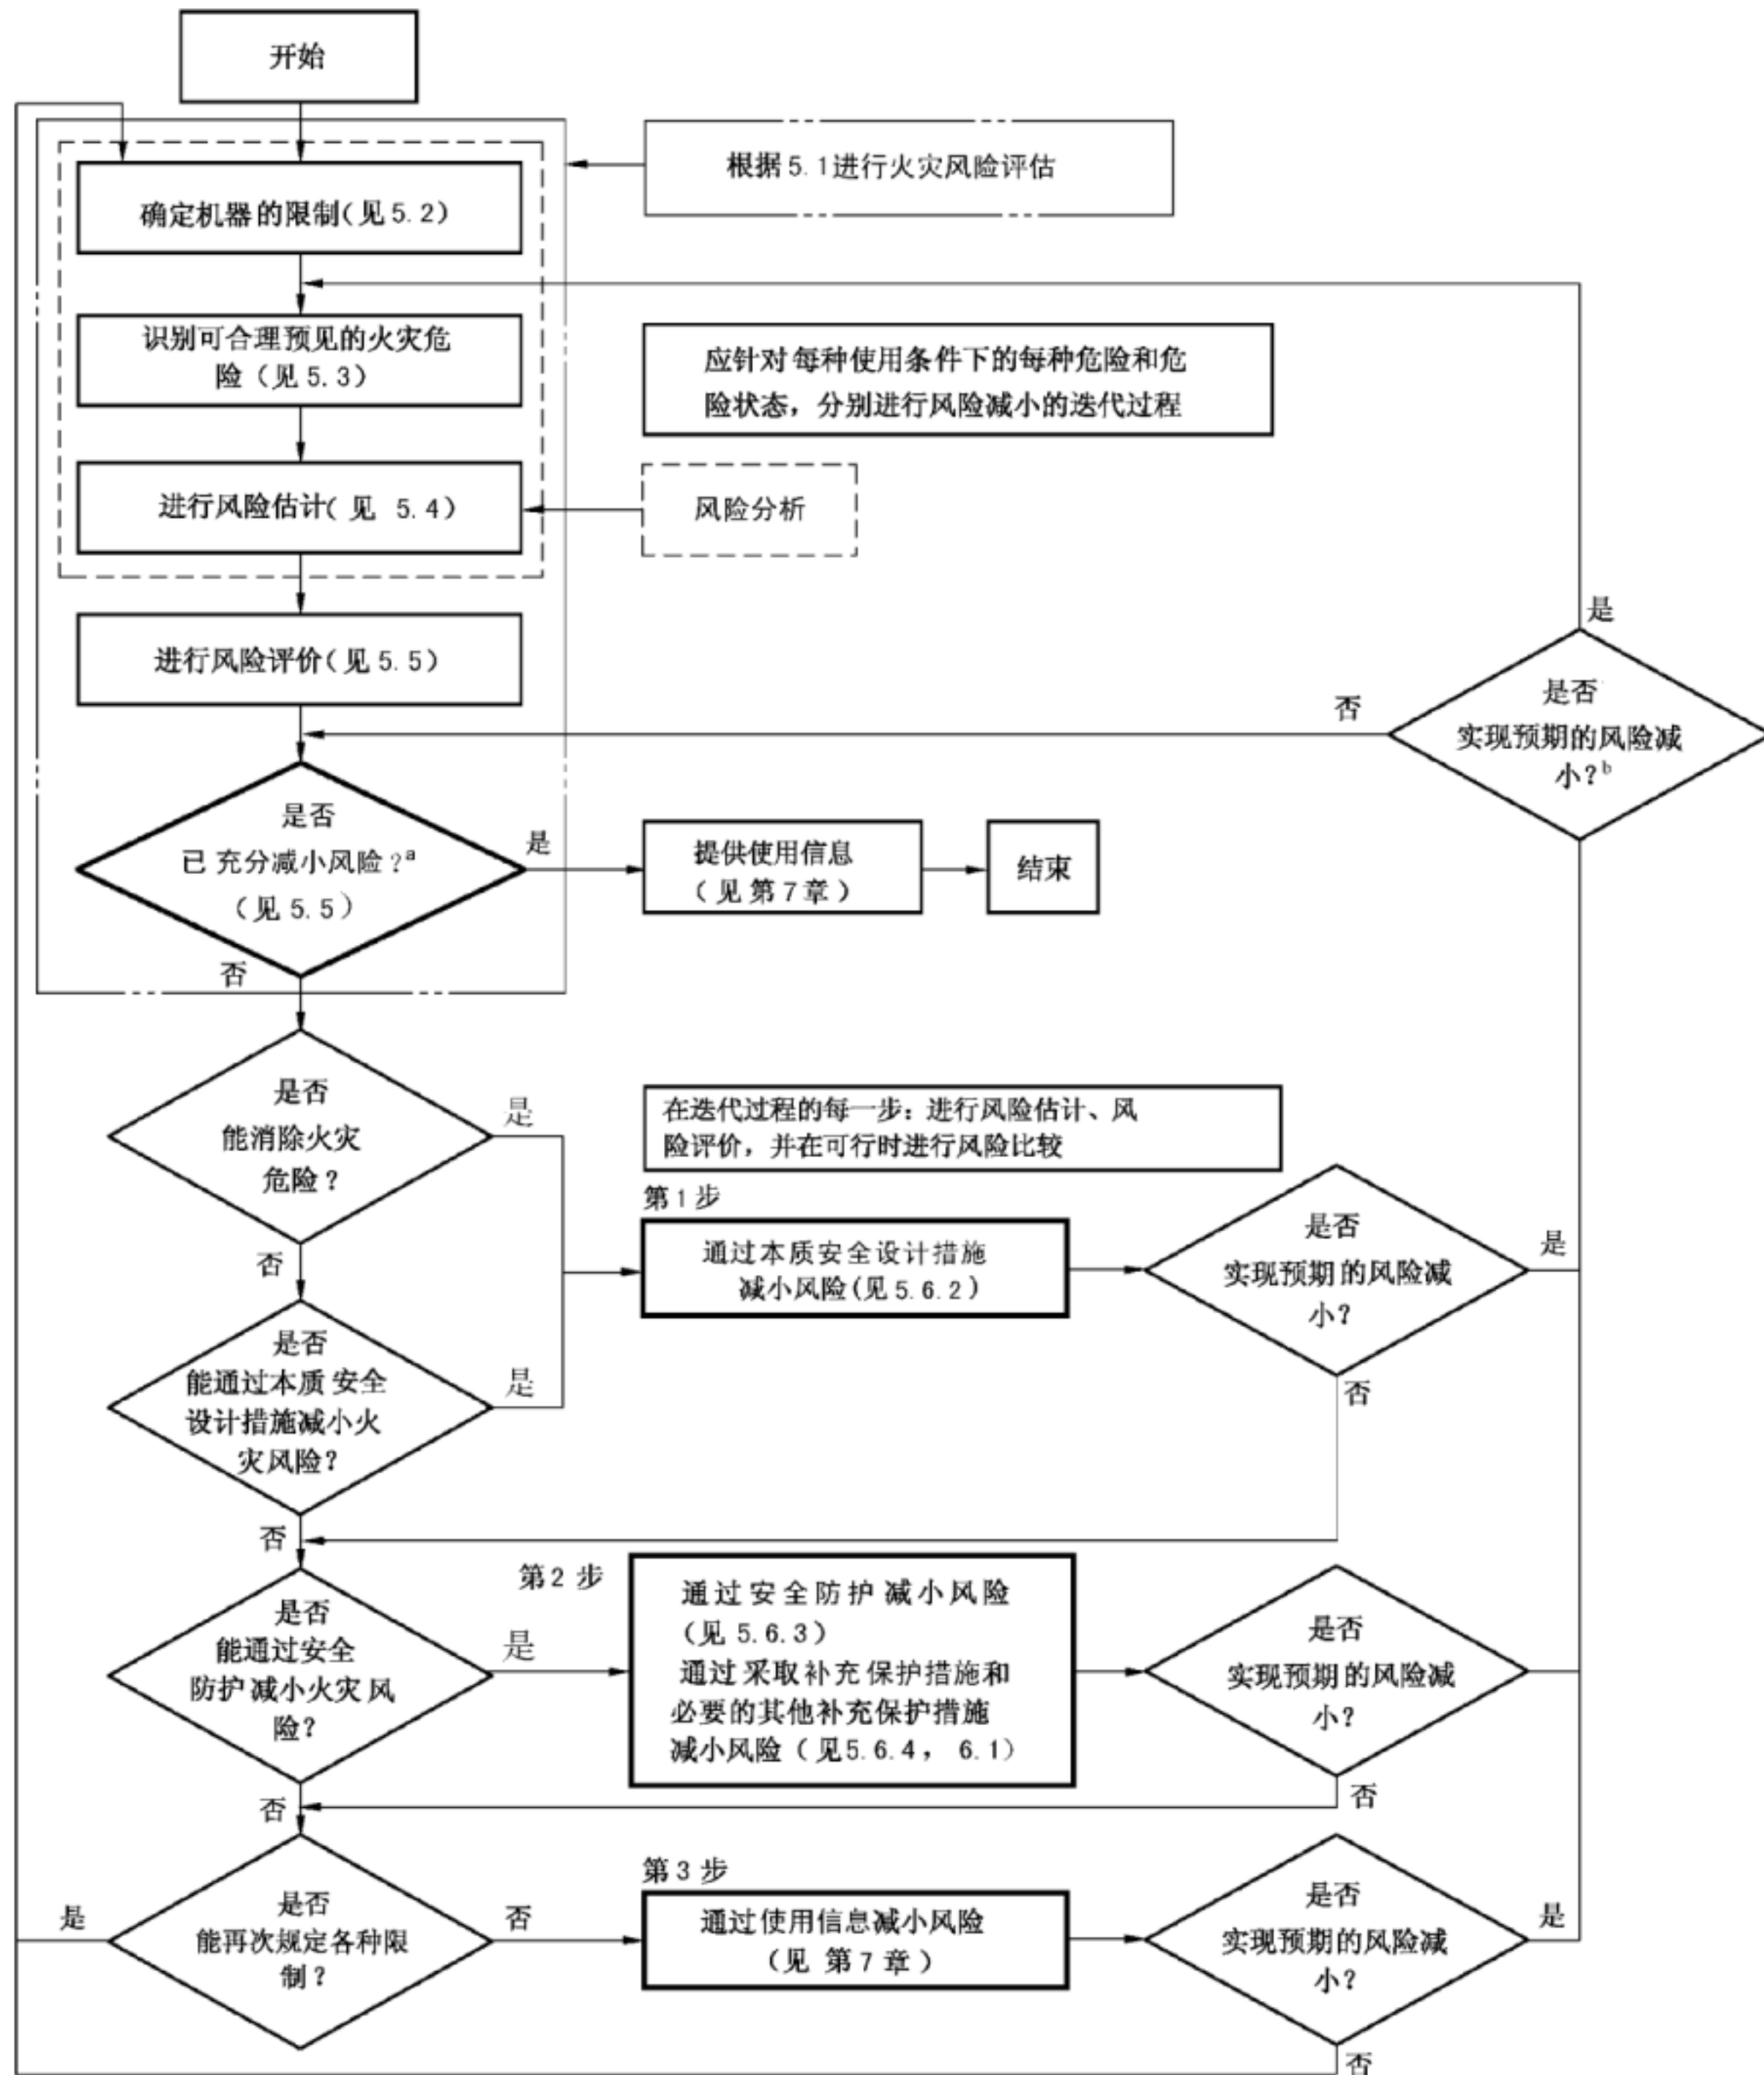 开始
根据5.1进行火灾风险评估
确定机器的限制(见5.2)
识别可合理预见的火灾危
险（见5.3）
应针对每种使用条件下的每种危险和危
险状态，分别进行风险减小的迭代过程
进行风险估计( 见 5.4)
风险分析
进行风险评价(见5.5)
是
是否
实现预期的风险减
小？b
否
是否
已充分减小风险？a
（见5.5）
是
提供使用信息
（见第7章）
结束
否
是否
能消除火灾
危险？
是
否
在迭代过程的每一步：进行风险估计、风
险评价，并在可行时进行风险比较
第1步
通过本质安全设计措施
减小风险(见5.6.2)
是否
实现预期的风险减
小？
是
否
是否
能通过本质安全
设计措施减小火
灾风险？
是
否
是否
能通过安全
防护减小火灾风
险？
是
否
第2步
通过安全防护减小风险
（见5.6.3）
通过采取补充保护措施和
必要的其他补充保护措施
减小风险（见5.6.4，6.1）
是否
实现预期的风险减
小？
否
是
是否
能再次规定各种限
制？
否
第3步
通过使用信息减小风险
（见 第7章）
是否
实现预期的风险减
小？
是
否